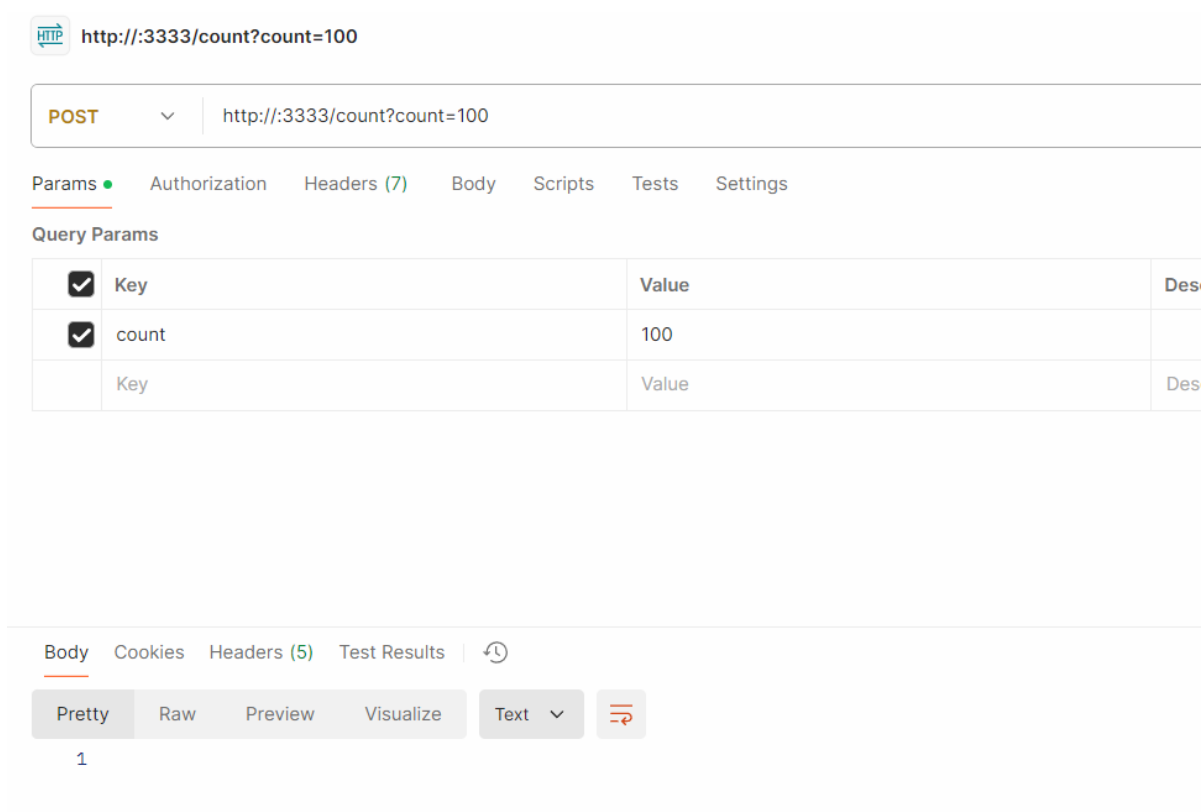 HTTP http://:3333/count?count=100
POST http://:3333/count?count=100
Params Authorization Headers (7) Body Scripts Tests Settings
Query Params
Key Value
count 100
Key Value
Body Cookies Headers (5) Test Results
Pretty Raw Preview Visualize Text
1